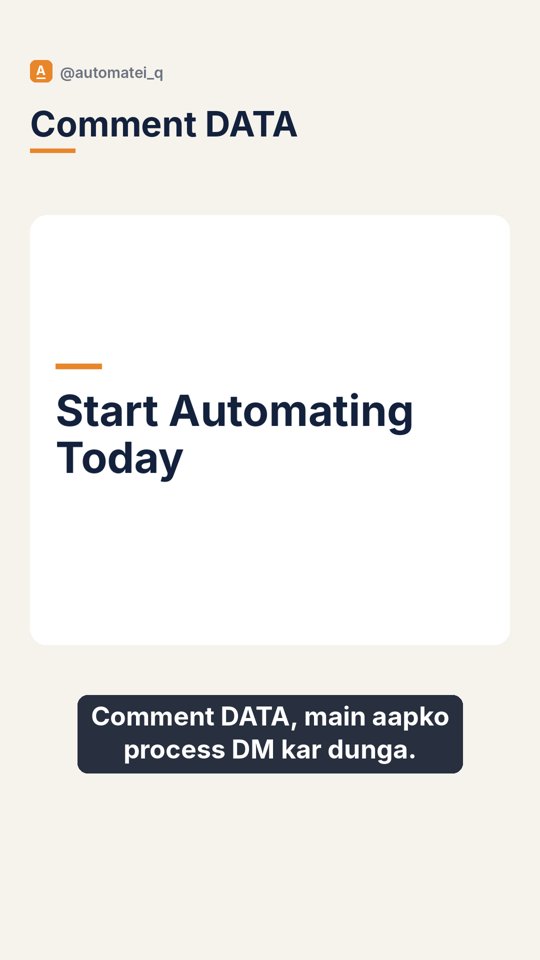 A
@automatei_q
Comment DATA
Start Automating
Today
Comment DATA, main aapko
process DM kar dunga.